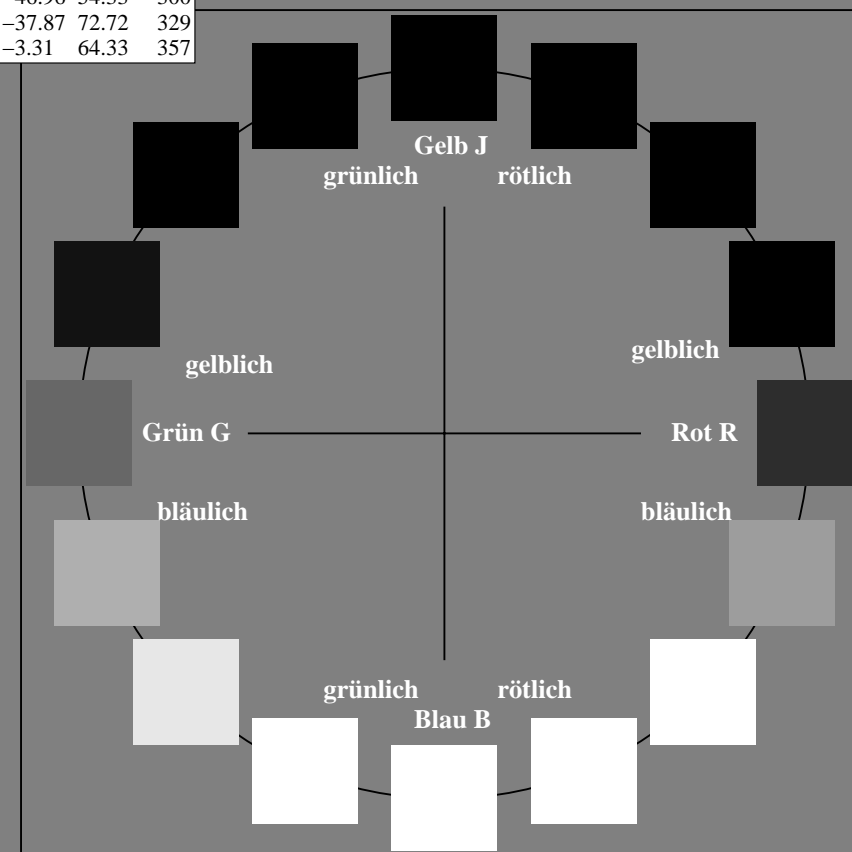 −37.87 72.72 329
−3.31 64.33 357
Gelb J
grünlich rötlich
gelblich
gelblich
Grün G Rot R
bläulich bläulich
grünlich rötlich
Blau B